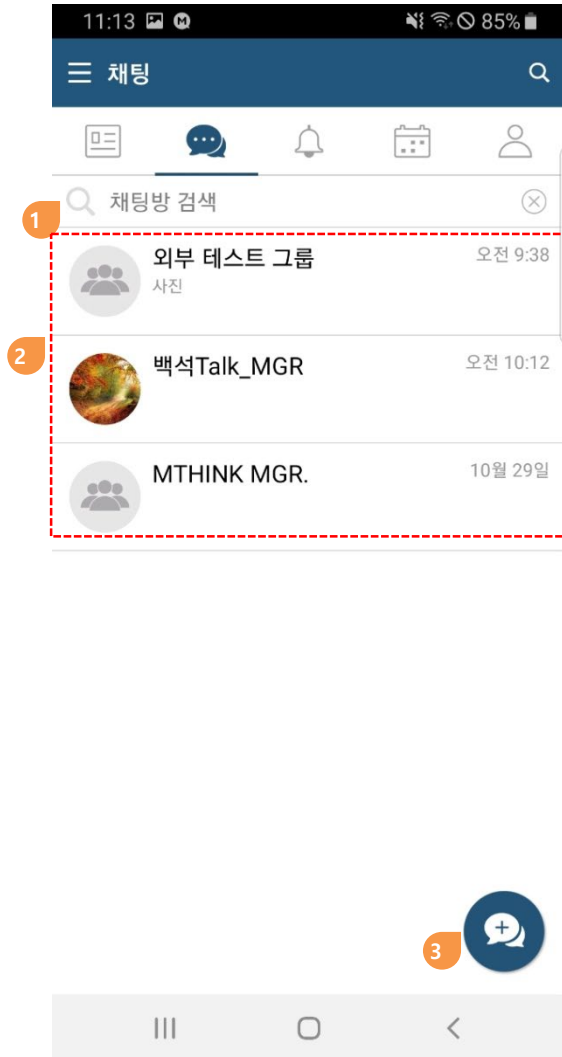 11:13 M 85%
채팅
채팅방 검색
1
외부 테스트 그룹 오전 9:38
사진
2
백석Talk_MGR 오전 10:12
MTHINK MGR. 10월 29일
3